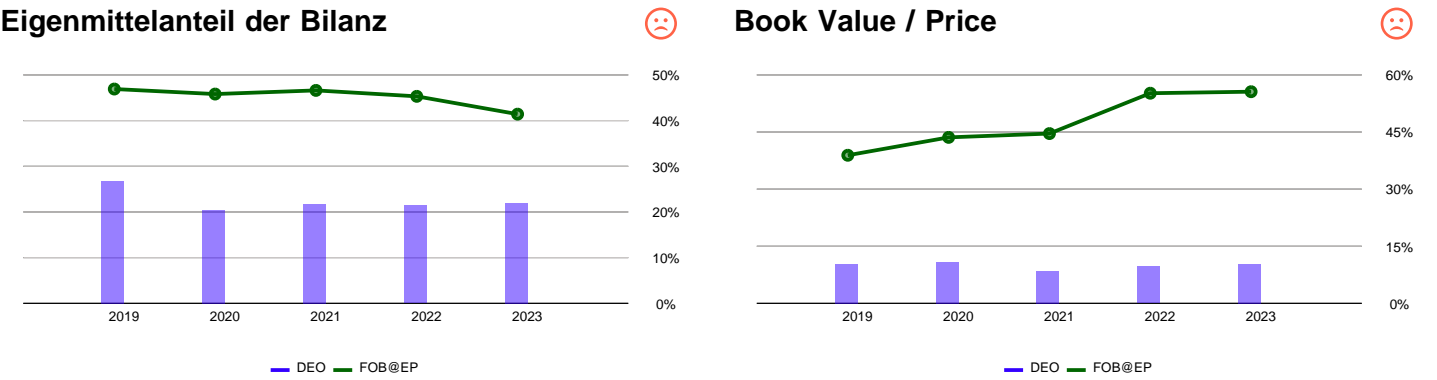 Eigenmittelanteil der Bilanz
50%
40%
30%
20%
10%
0%
2019 2020 2021 2022 2023
DEO FOB@EP
Book Value / Price
60%
45%
30%
15%
0%
2019 2020 2021 2022 2023
DEO FOB@EP